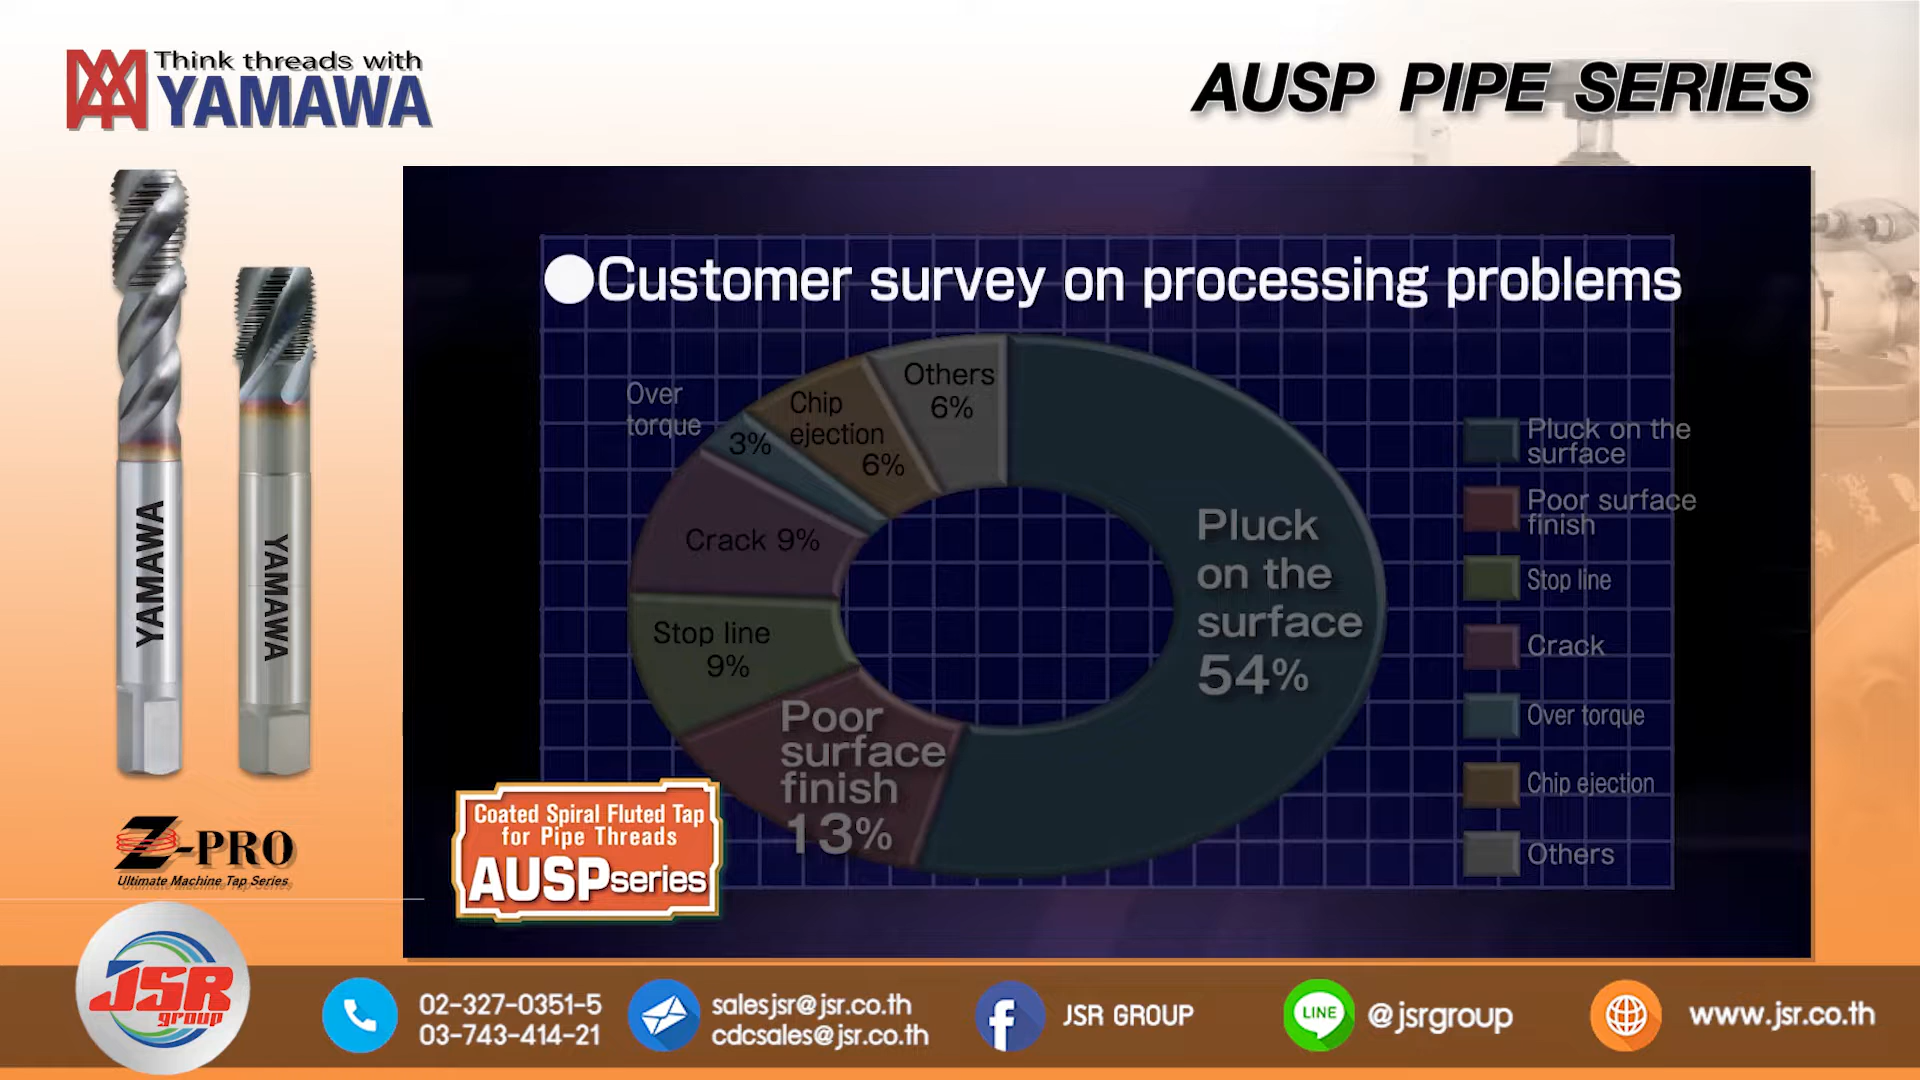 Think threads with
YAMAWA
AUSP PIPE SERIES
YAMAWA
YAMAWA
Z-PRO
Ultimate Machine Tap Series
●Customer survey on processing problems
Others
6%
Chip
ejection
6%
Over
torque
3%
Crack 9%
Stop line
9%
Poor
surface
finish
13%
Pluck
on the
surface
54%
Pluck on the
surface
Poor surface
finish
Stop line
Crack
Over torque
Chip ejection
Others
Coated Spiral Fluted Tap
for Pipe Threads
AUSPseries
JSR
group
02-327-0351-5
03-743-414-21
salesjsr@jsr.co.th
cdcsales@jsr.co.th
f
JSR GROUP
LINE
@jsrgroup
www.jsr.co.th